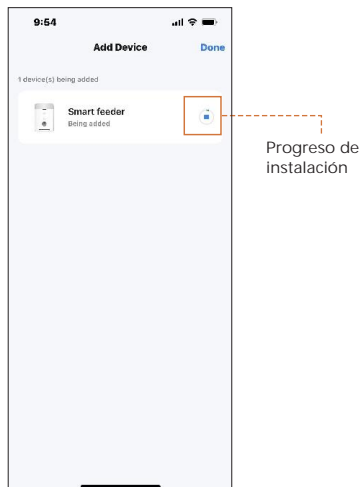 9:54
Add Device
Done
1 device(s) being added
Smart feeder
Being added
Progreso de
instalación